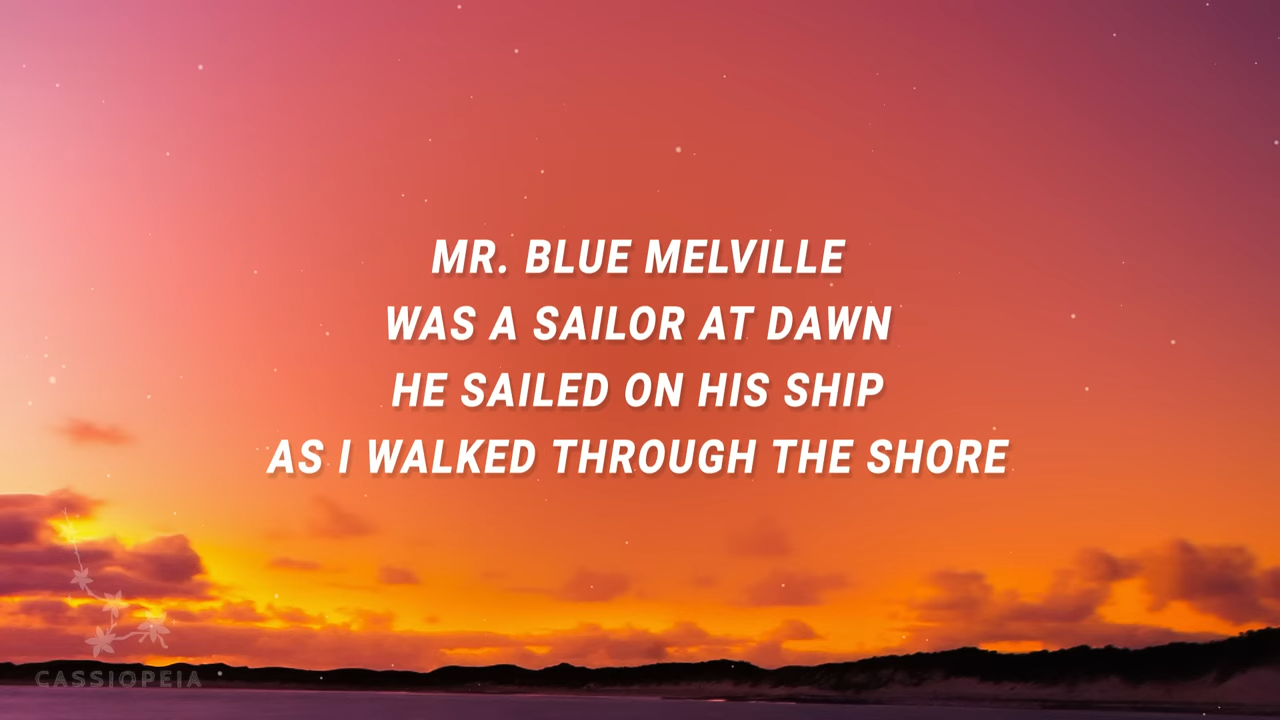 MR. BLUE MELVILLE
WAS A SAILOR AT DAWN
HE SAILED ON HIS SHIP
AS I WALKED THROUGH THE SHORE
CASSIOPEIA